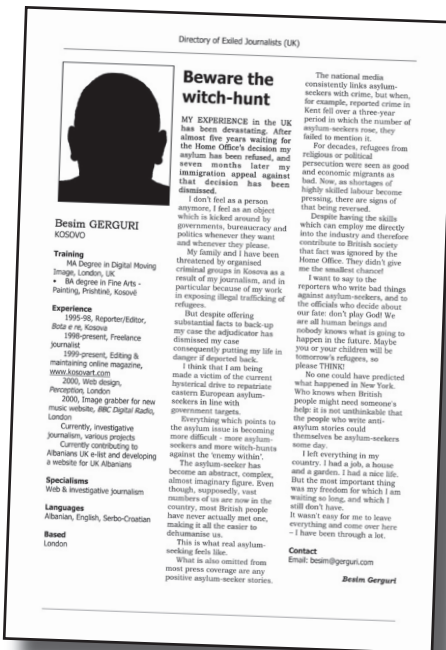 Directory of Exiled Journalists (UK)
Besim GERGURI
KOSOVO
Training
MA Degree in Digital Moving
Image, London, UK
• BA degree in Fine Arts -
Painting, Prishtinë, Kosovë
Experience
1995-98, Reporter/Editor,
Bota e re, Kosova
1998-present, Freelance
journalist
1999-present, Editing &
maintaining online magazine,
www.kosovart.com
2000, Web design,
Perception, London
2000, Image grabber for new
music website, BBC Digital Radio,
London
Currently, investigative
journalism, various projects
Currently contributing to
Albanians UK e-list and developing
a website for UK Albanians
Specialisms
Web & investigative journalism
Languages
Albanian, English, Serbo-Croatian
Based
London
Beware the
witch-hunt
MY EXPERIENCE in the UK
has been devastating. After
almost five years waiting for
the Home Office's decision my
asylum has been refused, and
seven months later my
immigration appeal against
that decision has been
dismissed.
I don't feel as a person
anymore, I feel as an object
which is kicked around by
governments, bureaucracy and
politics whenever they want
and whenever they please.
My family and I have been
threatened by organised
criminal groups in Kosova as a
result of my journalism, and in
particular because of my work
in exposing illegal trafficking of
refugees.
But despite offering
substantial facts to back-up
my case the adjudicator has
dismissed my case
consequently putting my life in
danger if deported back.
I think that I am being
made a victim of the current
hysterical drive to repatriate
eastern European asylum-
seekers in line with
government targets.
Everything which points to
the asylum issue is becoming
more difficult - more asylum-
seekers and more witch-hunts
against the 'enemy within'.
The asylum-seeker has
become an abstract, complex,
almost imaginary figure. Even
though, supposedly, vast
numbers of us are now in the
country, most British people
have never actually met one,
making it all the easier to
dehumanise us.
This is what real asylum-
seeking feels like.
What is also omitted from
most press coverage are any
positive asylum-seeker stories.
The national media
consistently links asylum-
seekers with crime, but when,
for example, reported crime in
Kent fell over a three-year
period in which the number of
asylum-seekers rose, they
failed to mention it.
For decades, refugees from
religious or political
persecution were seen as good
and economic migrants as
bad. Now, as shortages of
highly skilled labour become
pressing, there are signs of
that being reversed.
Despite having the skills
which can employ me directly
into the industry and therefore
contribute to British society
that fact was ignored by the
Home Office. They didn't give
me the smallest chance!
I want to say to the
reporters who write bad things
against asylum-seekers, and to
the officials who decide about
our fate: don't play God! We
are all human beings and
nobody knows what is going to
happen in the future. Maybe
you or your children will be
tomorrow's refugees, so
please THINK!
No one could have predicted
what happened in New York.
Who knows when British
people might need someone's
help: it is not unthinkable that
the people who write anti-
asylum stories could
themselves be asylum-seekers
some day.
I left everything in my
country. I had a job, a house
and a garden. I had a nice life.
But the most important thing
was my freedom for which I am
waiting so long, and which I
still don't have.
It wasn't easy for me to leave
everything and come over here
– I have been through a lot.
Contact
Email: besim@gerguri.com
Besim Gerguri